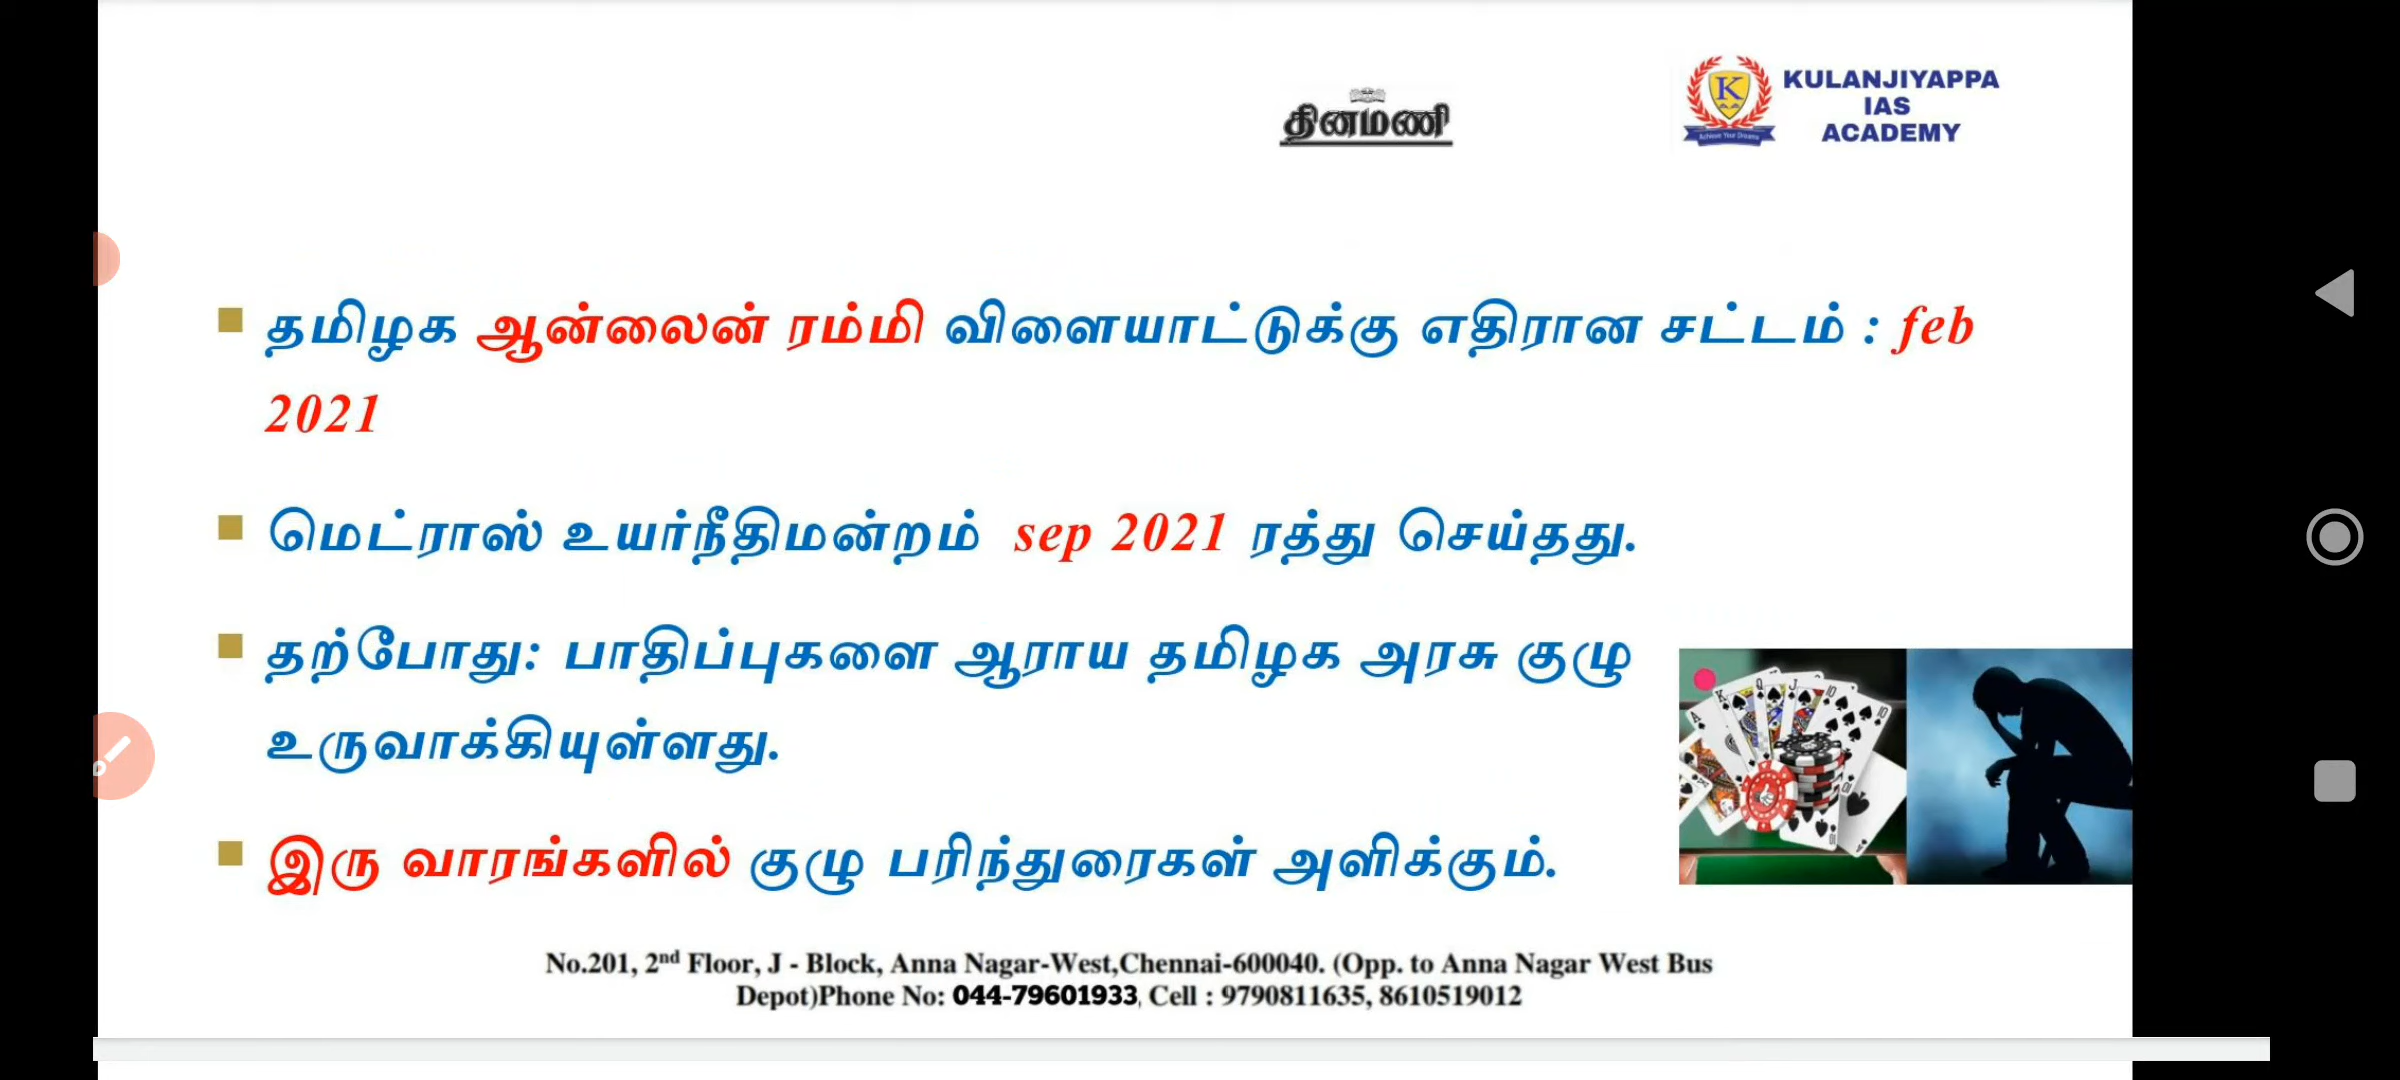 தினமணி
KULANJIYAPPA
IAS
ACADEMY
Achieve Your Dreams
தமிழக ஆன்லைன் ரம்மி விளையாட்டுக்கு எதிரான சட்டம் : feb
2021
மெட்ராஸ் உயர்நீதிமன்றம் sep 2021 ரத்து செய்தது.
தற்போது: பாதிப்புகளை ஆராய தமிழக அரசு குழு
உருவாக்கியுள்ளது.
இரு வாரங்களில் குழு பரிந்துரைகள் அளிக்கும்.
No.201, 2nd Floor, J - Block, Anna Nagar-West,Chennai-600040. (Opp. to Anna Nagar West Bus
Depot)Phone No: 044-79601933, Cell : 9790811635, 8610519012